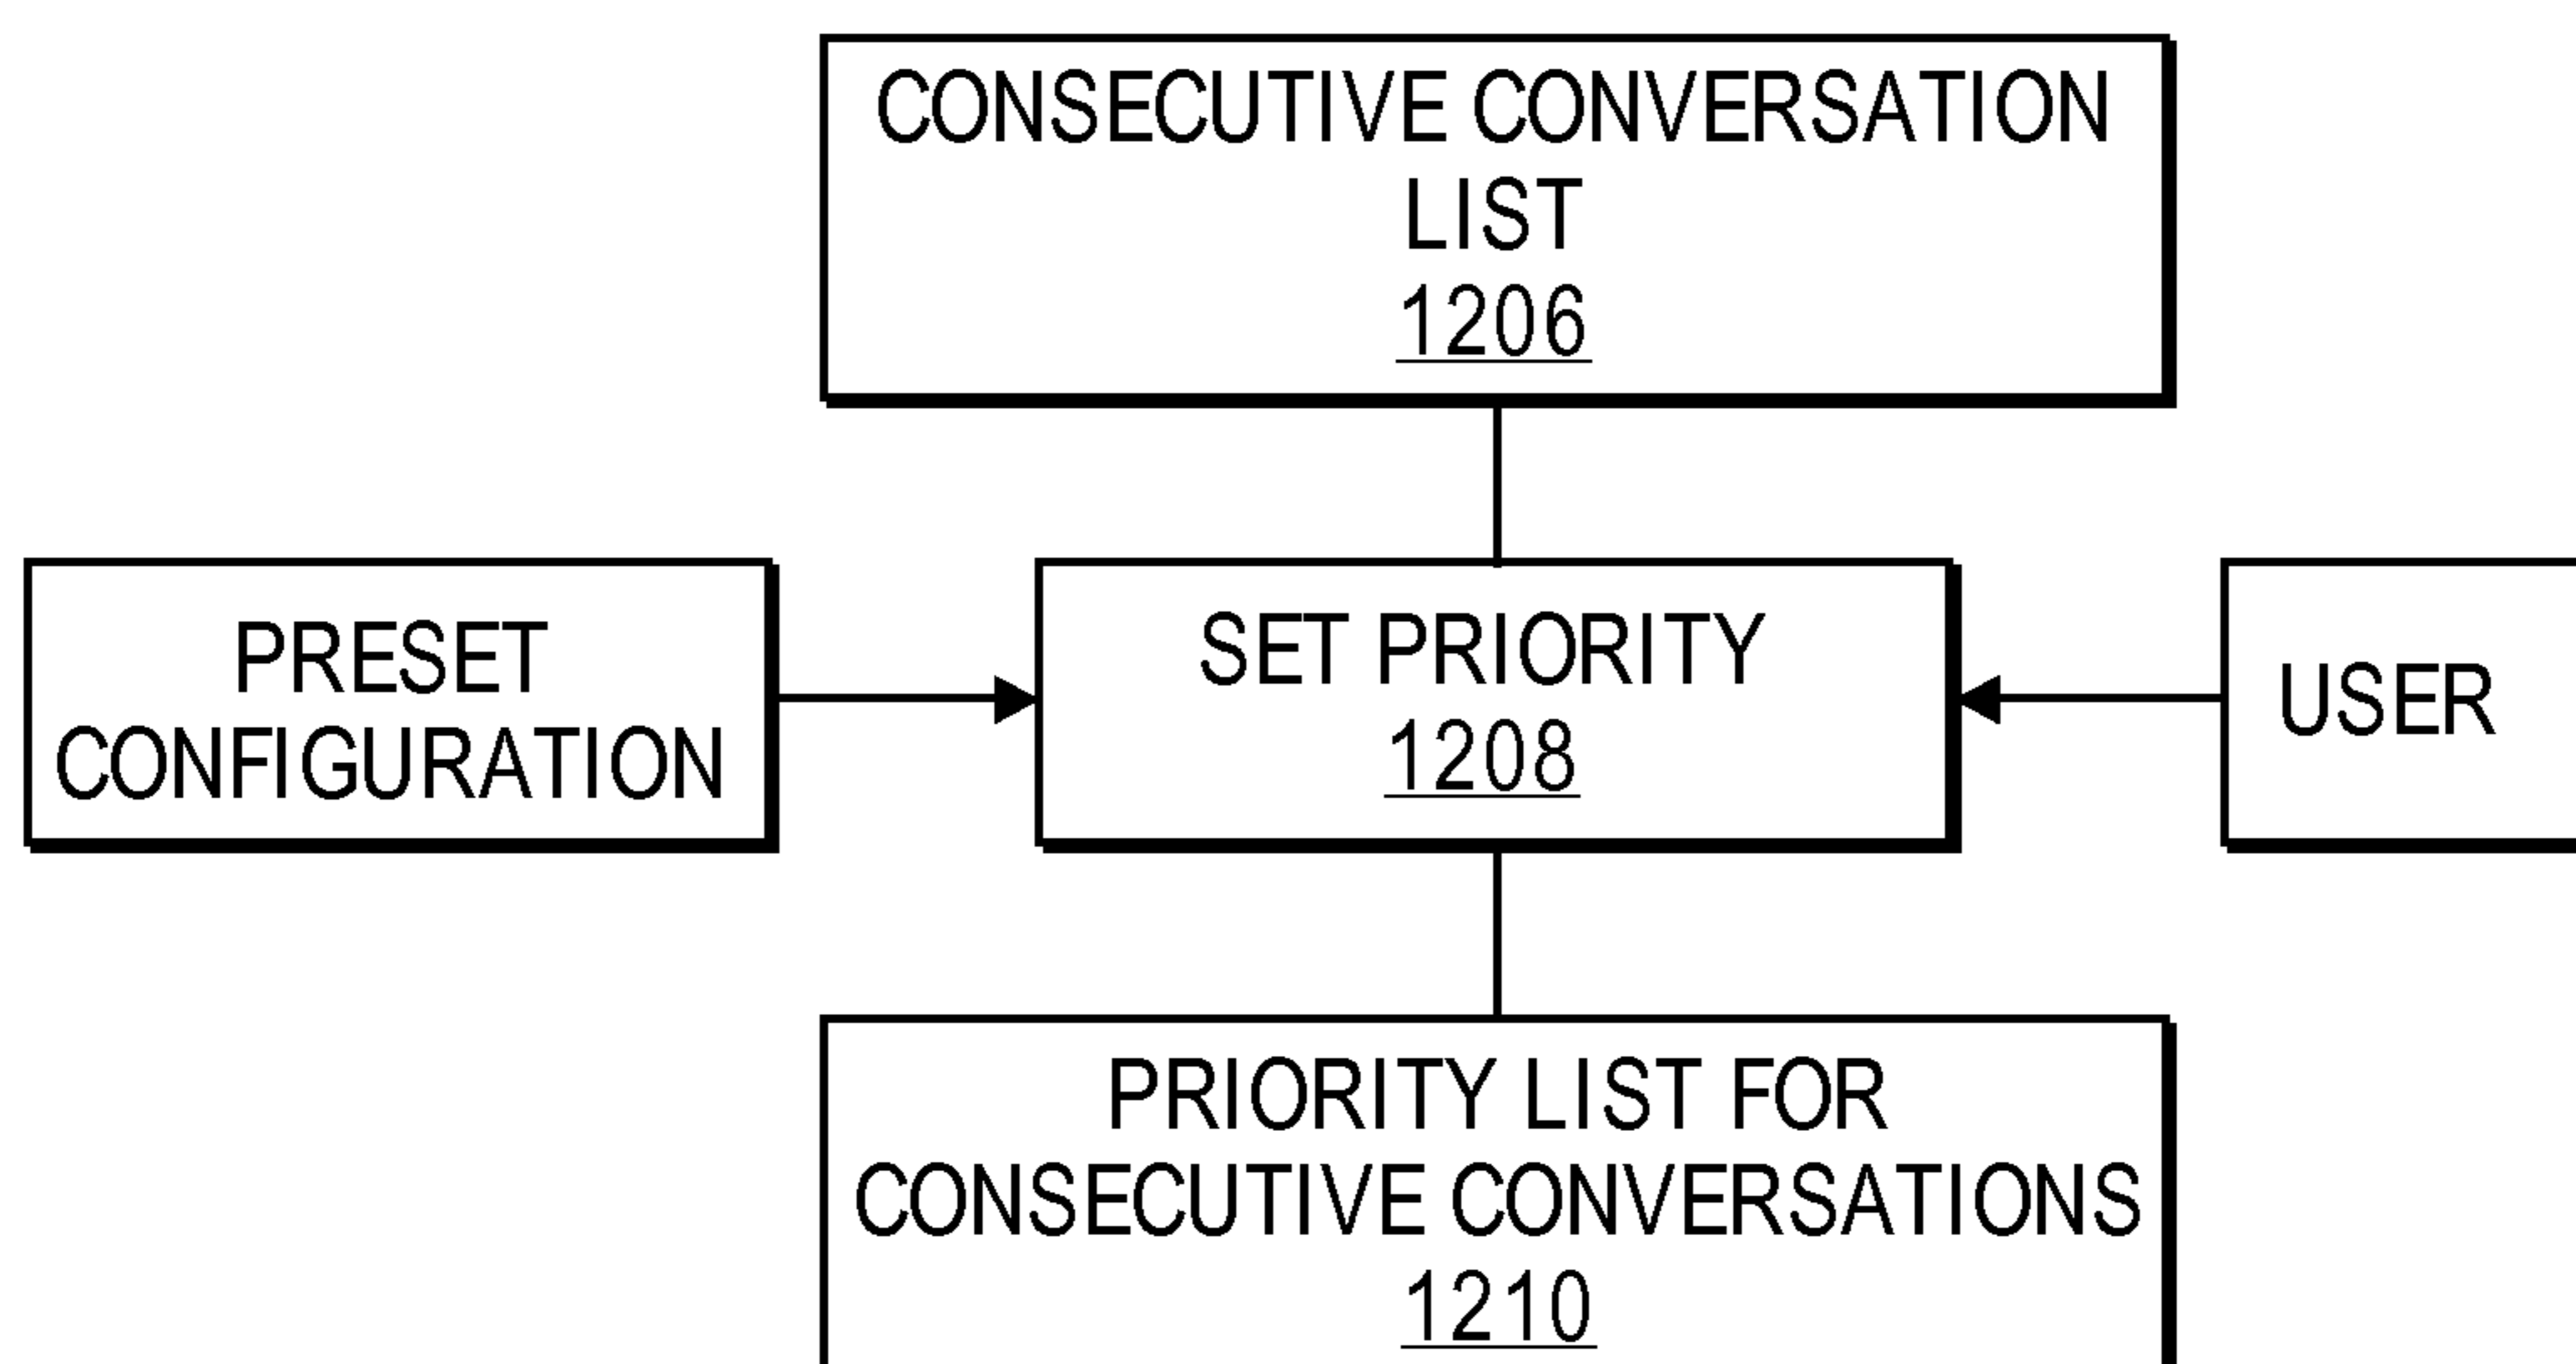 CONSECUTIVE CONVERSATION
LIST
1206
PRESET
CONFIGURATION
SET PRIORITY
1208
USER
PRIORITY LIST FOR
CONSECUTIVE CONVERSATIONS
1210